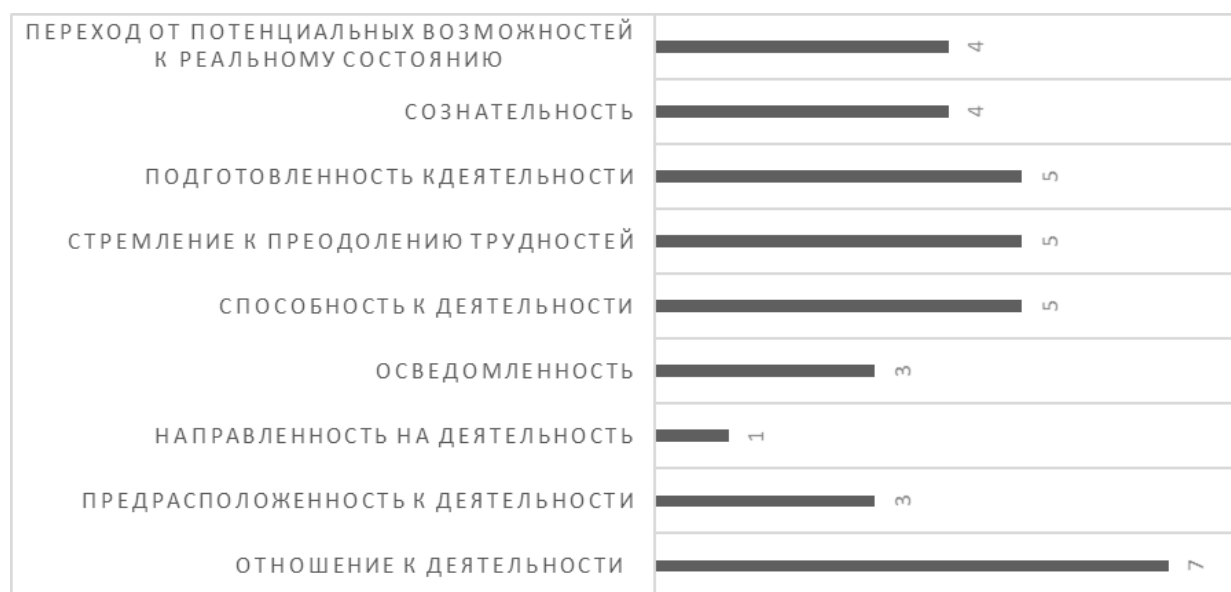 ПЕРЕХОД ОТ ПОТЕНЦИАЛЬНЫХ ВОЗМОЖНОСТЕЙ
К РЕАЛЬНОМУ СОСТОЯНИЮ
4
СОЗНАТЕЛЬНОСТЬ
4
ПОДГОТОВЛЕННОСТЬ КДЕЯТЕЛЬНОСТИ
5
СТРЕМЛЕНИЕ К ПРЕОДОЛЕНИЮ ТРУДНОСТЕЙ
5
СПОСОБНОСТЬ К ДЕЯТЕЛЬНОСТИ
5
ОСВЕДОМЛЕННОСТЬ
3
НАПРАВЛЕННОСТЬ НА ДЕЯТЕЛЬНОСТЬ
1
ПРЕДРАСПОЛОЖЕННОСТЬ К ДЕЯТЕЛЬНОСТИ
3
ОТНОШЕНИЕ К ДЕЯТЕЛЬНОСТИ
7